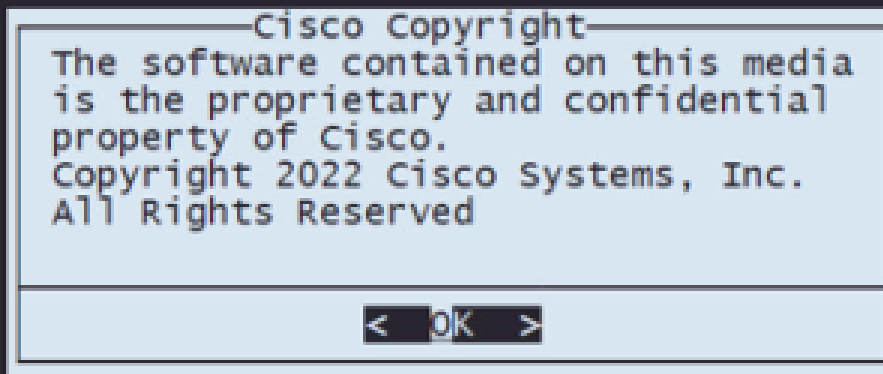 Cisco Copyright
The software contained on this media
is the proprietary and confidential
property of Cisco.
Copyright 2022 Cisco Systems, Inc.
All Rights Reserved
< OK >